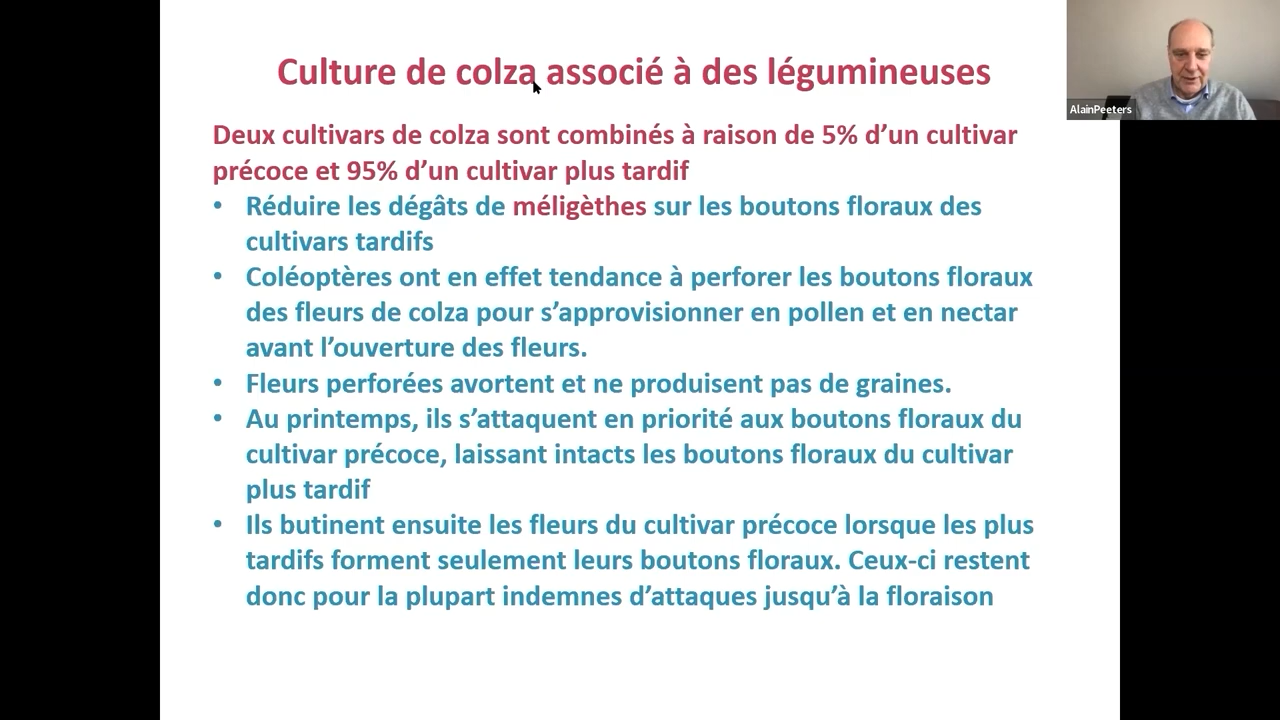 Culture de colza associé à des légumineuses
AlainPeeters
Deux cultivars de colza sont combinés à raison de 5% d’un cultivar
précoce et 95% d’un cultivar plus tardif
• Réduire les dégâts de méligèthes sur les boutons floraux des
cultivars tardifs
• Coléoptères ont en effet tendance à perforer les boutons floraux
des fleurs de colza pour s’approvisionner en pollen et en nectar
avant l’ouverture des fleurs.
• Fleurs perforées avortent et ne produisent pas de graines.
• Au printemps, ils s’attaquent en priorité aux boutons floraux du
cultivar précoce, laissant intacts les boutons floraux du cultivar
plus tardif
• Ils butinent ensuite les fleurs du cultivar précoce lorsque les plus
tardifs forment seulement leurs boutons floraux. Ceux-ci restent
donc pour la plupart indemnes d’attaques jusqu’à la floraison